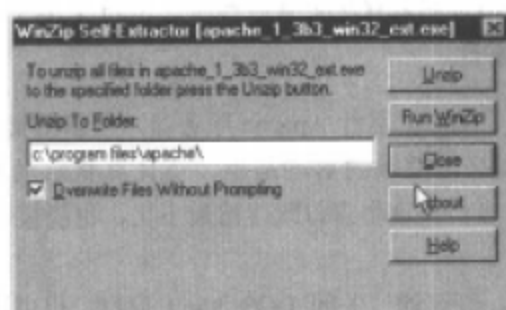 WinZip Self-Extractor [apache_1_3b3_win32_ext.exe]
To unzip all files in apache_1_3b3_win32_ext.exe
to the specified folder press the Unzip button.
Unzip To Folder:
c:\program files\apache\
Overwrite Files Without Prompting
Unzip
Run WinZip
Close
About
Help